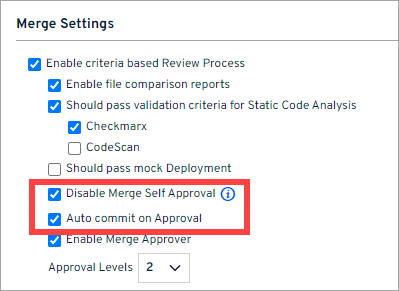 Merge Settings
Enable criteria based Review Process
Enable file comparison reports
Should pass validation criteria for Static Code Analysis
Checkmarx
CodeScan
Should pass mock Deployment
Disable Merge Self Approval
Auto commit on Approval
Enable Merge Approver
Approval Levels 2